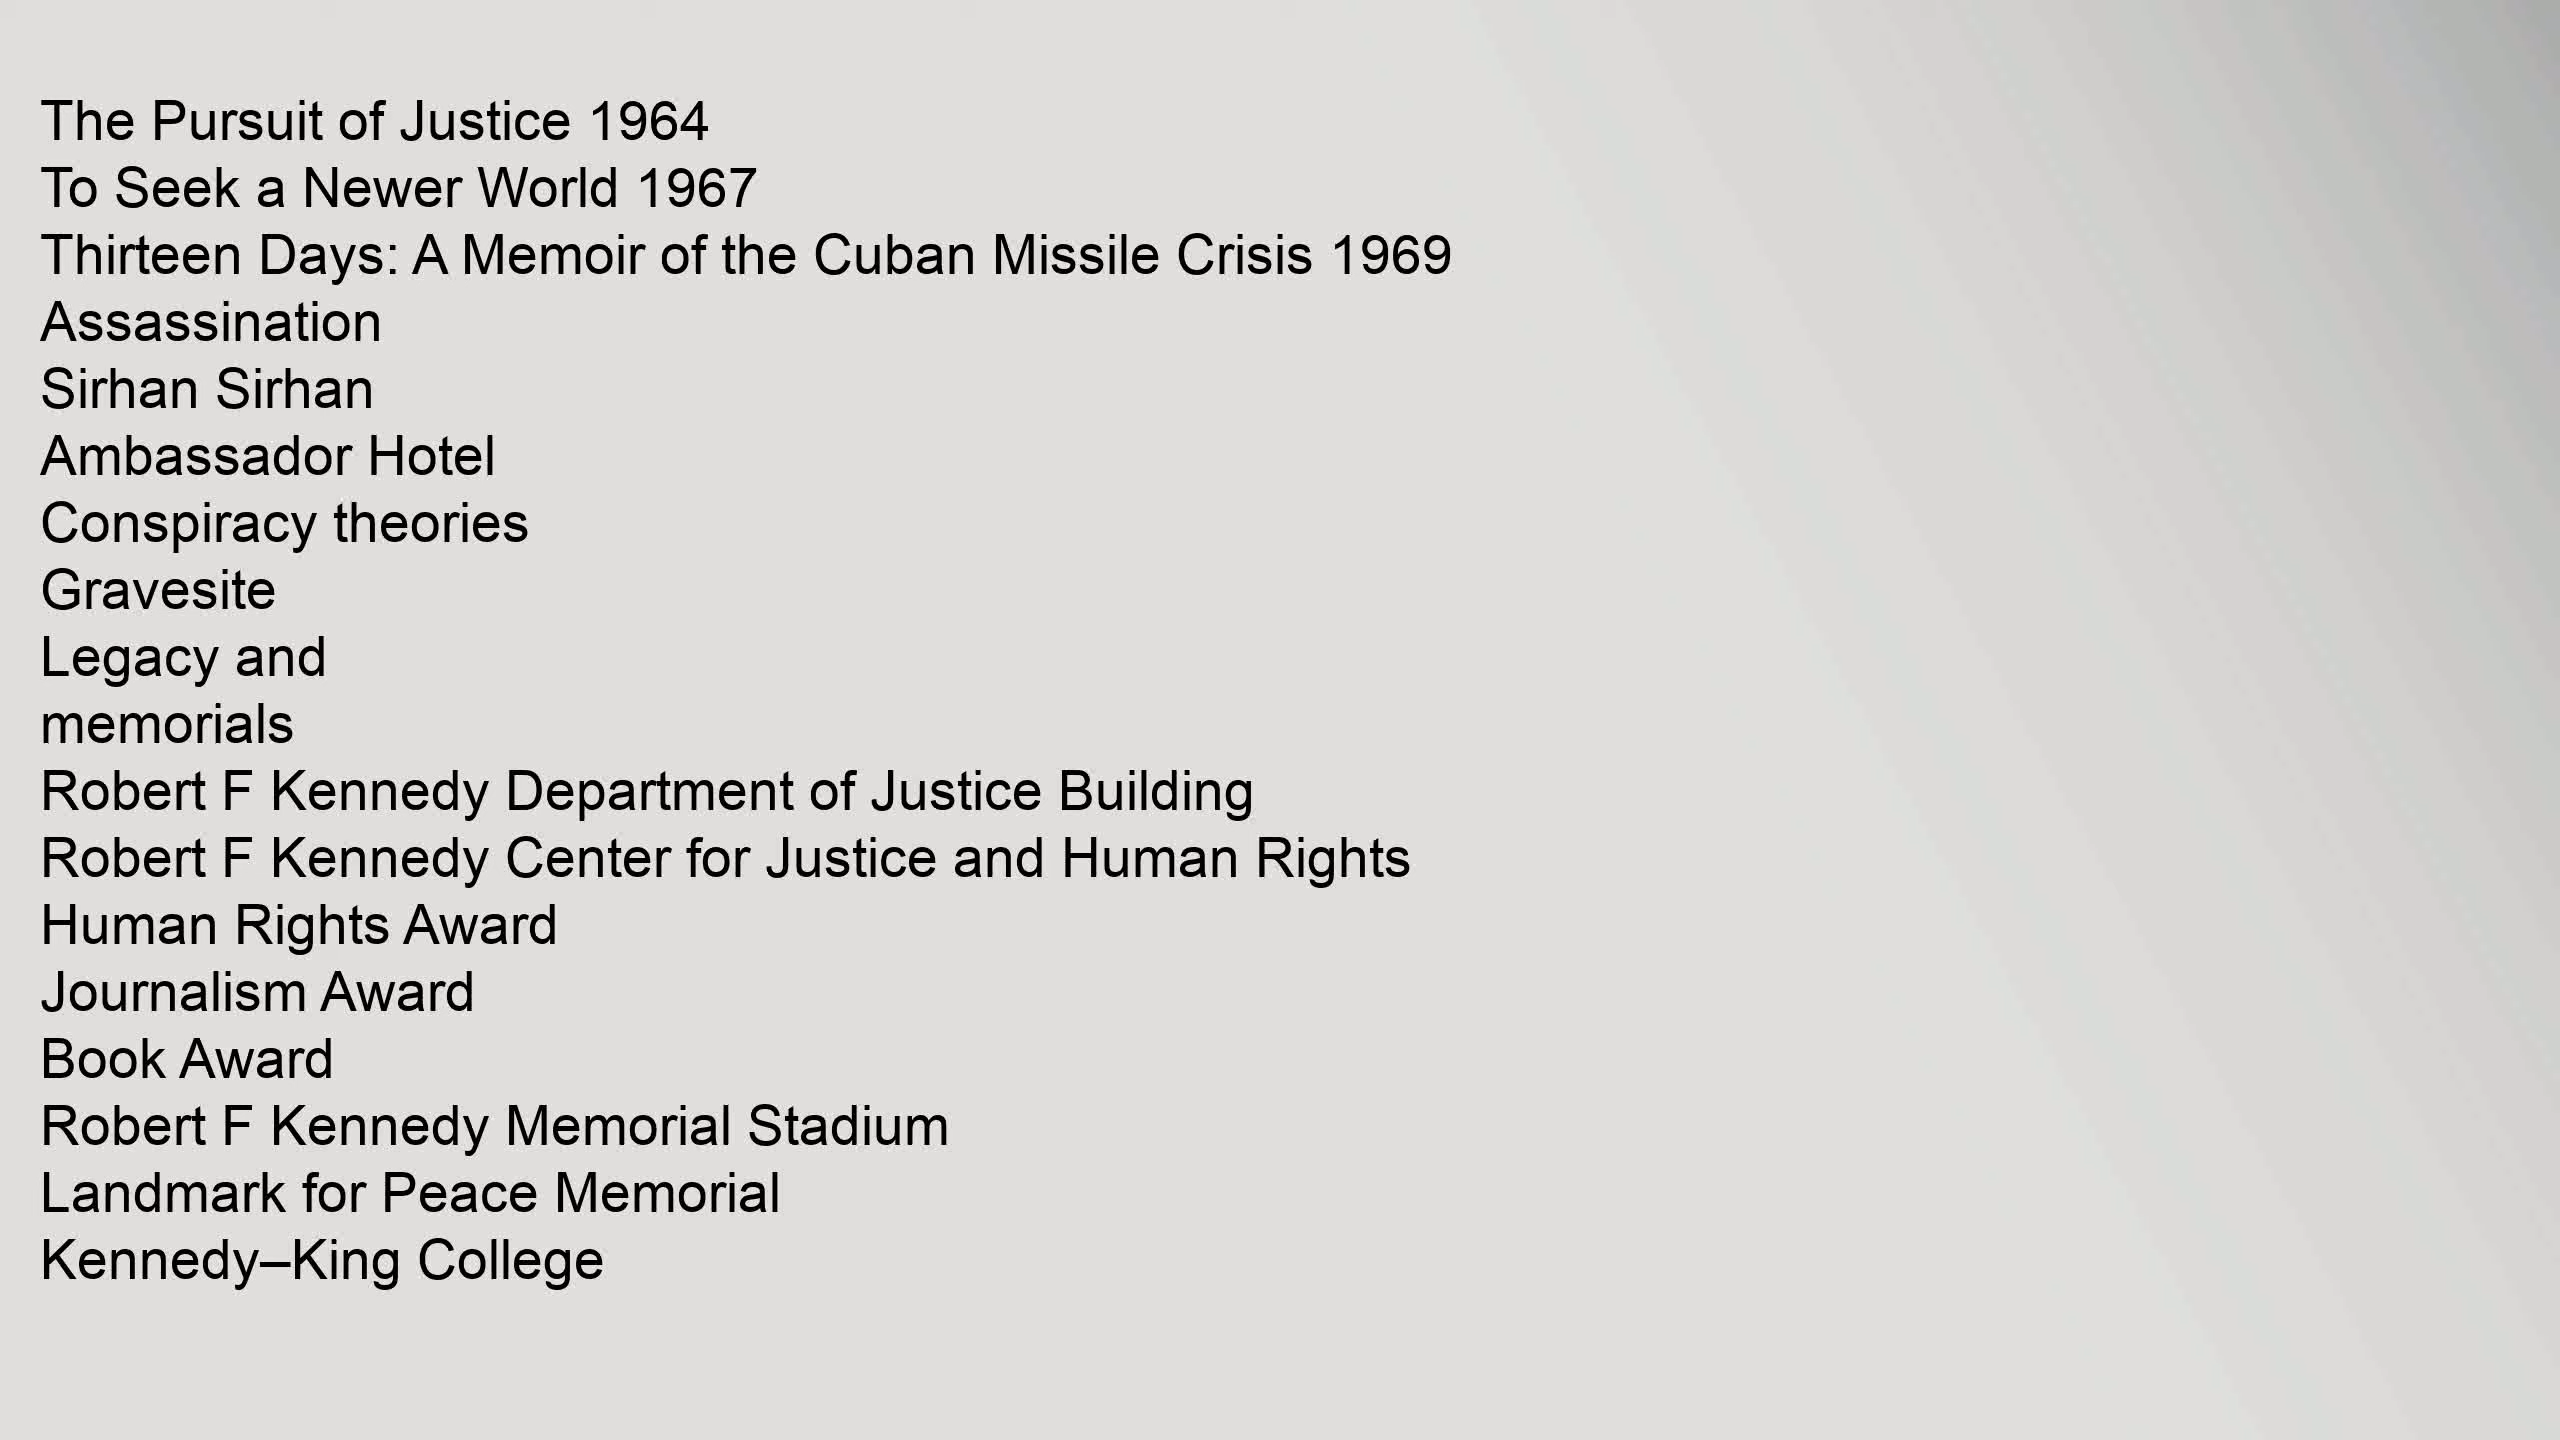 The Pursuit of Justice 1964
To Seek a Newer World 1967
Thirteen Days: A Memoir of the Cuban Missile Crisis 1969
Assassination
Sirhan Sirhan
Ambassador Hotel
Conspiracy theories
Gravesite
Legacy and
memorials
Robert F Kennedy Department of Justice Building
Robert F Kennedy Center for Justice and Human Rights
Human Rights Award
Journalism Award
Book Award
Robert F Kennedy Memorial Stadium
Landmark for Peace Memorial
Kennedy–King College